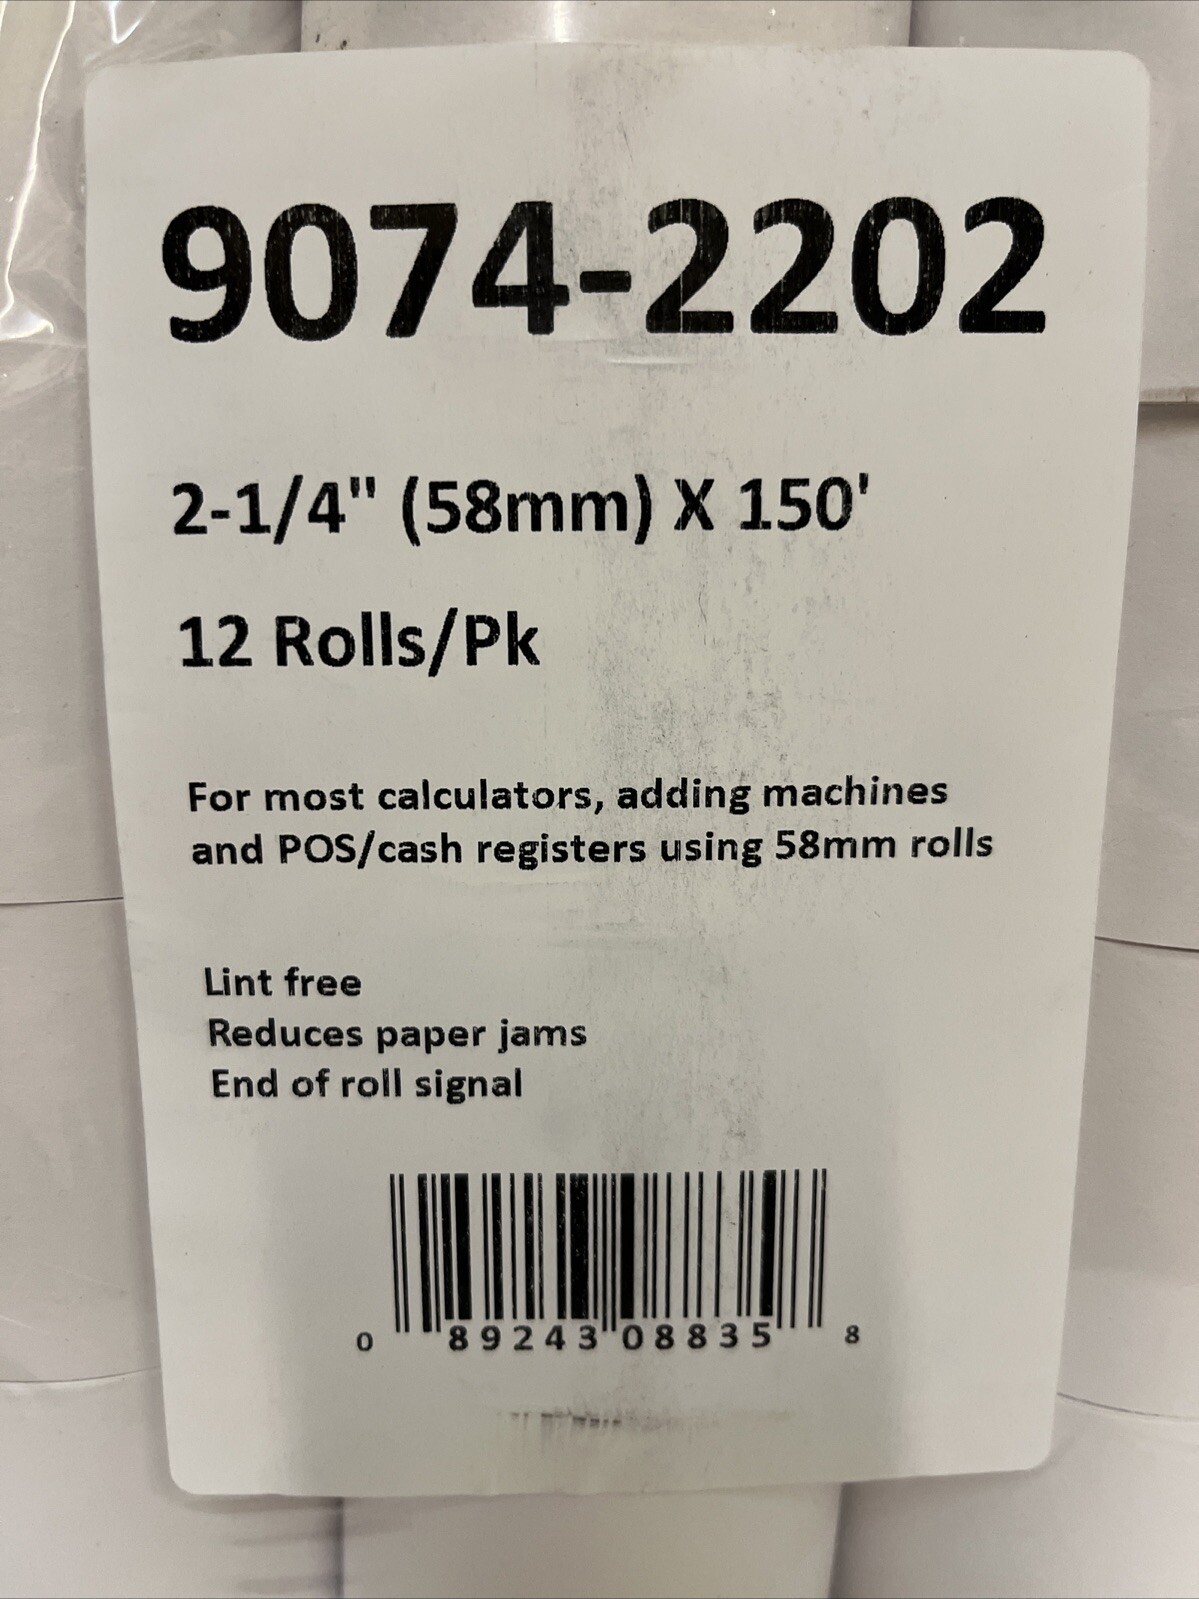 9074-2202
2-1/4" (58mm) X 150'
12 Rolls/Pk
For most calculators, adding machines
and POS/cash registers using 58mm rolls
Lint free
Reduces paper jams
End of roll signal
0 89243 08835 8